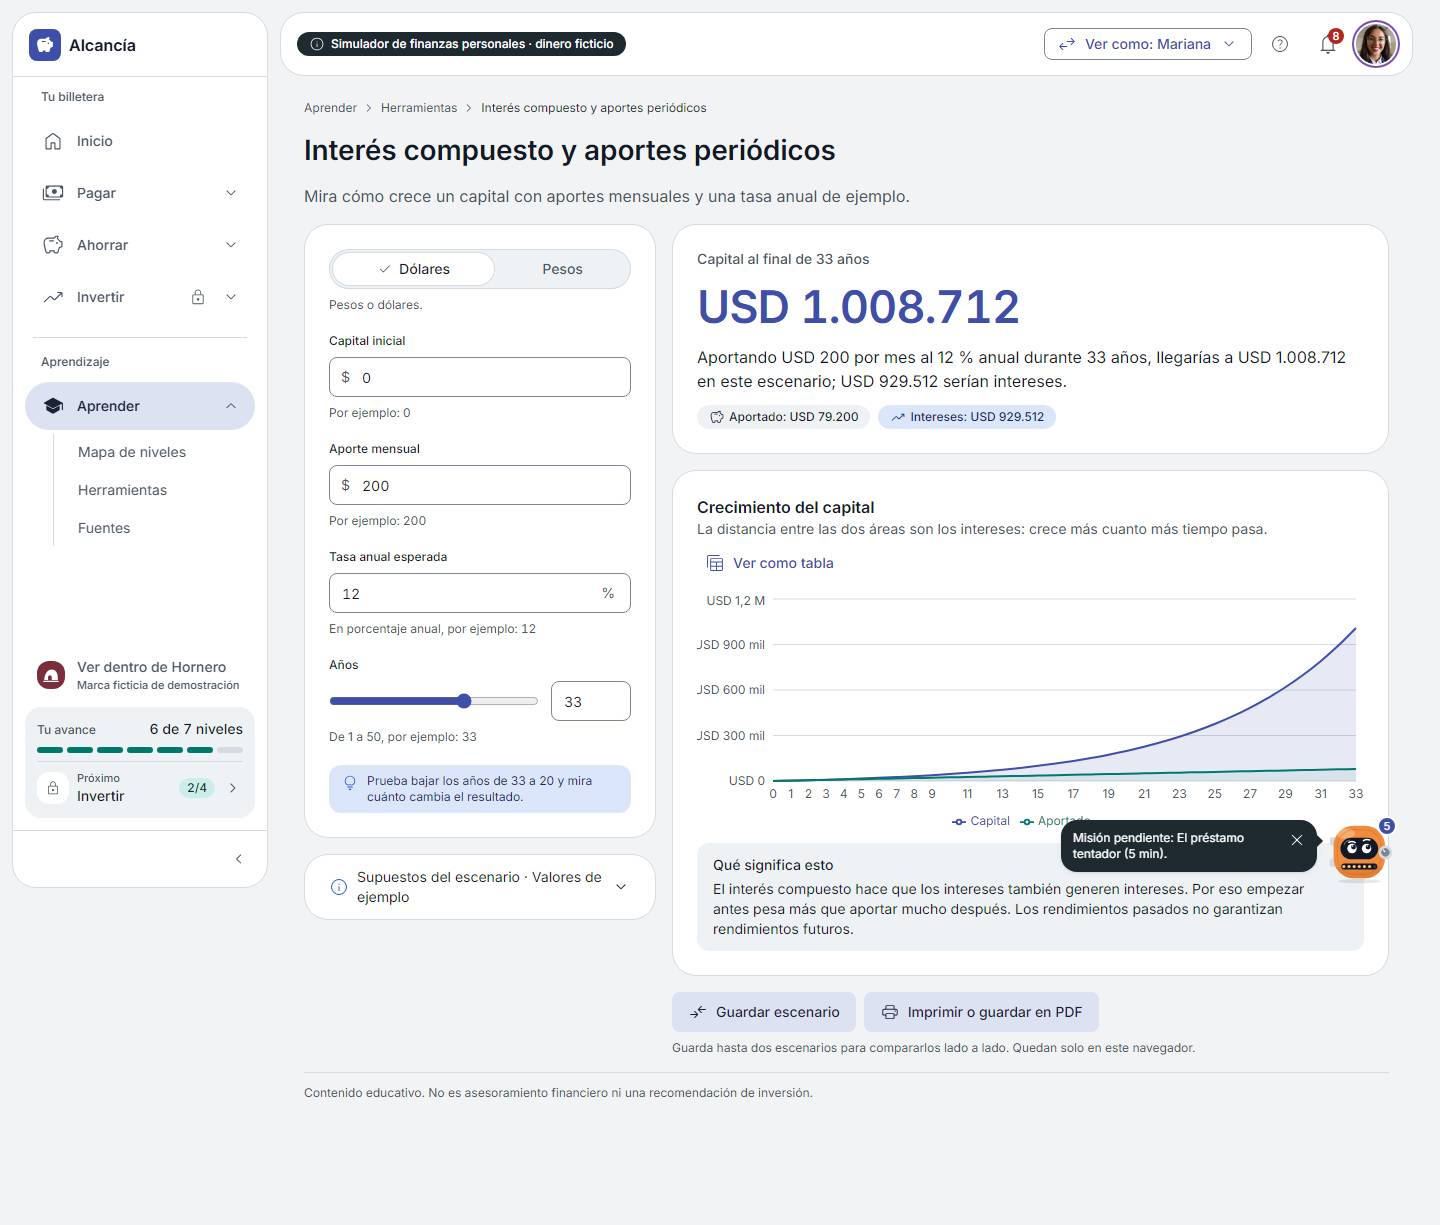 Alcancía
Simulador de finanzas personales · dinero ficticio
Ver como: Mariana
8
Tu billetera
Inicio
Pagar
Ahorrar
Invertir
Aprendizaje
Aprender
Mapa de niveles
Herramientas
Fuentes
Ver dentro de Hornero
Marca ficticia de demostración
Tu avance
6 de 7 niveles
Próximo
Invertir
2/4
Aprender > Herramientas > Interés compuesto y aportes periódicos
Interés compuesto y aportes periódicos
Mira cómo crece un capital con aportes mensuales y una tasa anual de ejemplo.
Dólares
Pesos
Pesos o dólares.
Capital inicial
$ 0
Por ejemplo: 0
Aporte mensual
$ 200
Por ejemplo: 200
Tasa anual esperada
12 %
En porcentaje anual, por ejemplo: 12
Años
33
De 1 a 50, por ejemplo: 33
Prueba bajar los años de 33 a 20 y mira
cuánto cambia el resultado.
Supuestos del escenario · Valores de
ejemplo
Capital al final de 33 años
USD 1.008.712
Aportando USD 200 por mes al 12 % anual durante 33 años, llegarías a USD 1.008.712
en este escenario; USD 929.512 serían intereses.
Aportado: USD 79.200
Intereses: USD 929.512
Crecimiento del capital
La distancia entre las dos áreas son los intereses: crece más cuanto más tiempo pasa.
Ver como tabla
USD 1,2 M
USD 900 mil
USD 600 mil
USD 300 mil
USD 0
0 1 2 3 4 5 6 7 8 9 11 13 15 17 19 21 23 25 27 29 31 33
Capital
Aportado
Misión pendiente: El préstamo
tentador (5 min).
5
Qué significa esto
El interés compuesto hace que los intereses también generen intereses. Por eso empezar
antes pesa más que aportar mucho después. Los rendimientos pasados no garantizan
rendimientos futuros.
Guardar escenario
Imprimir o guardar en PDF
Guarda hasta dos escenarios para compararlos lado a lado. Quedan solo en este navegador.
Contenido educativo. No es asesoramiento financiero ni una recomendación de inversión.